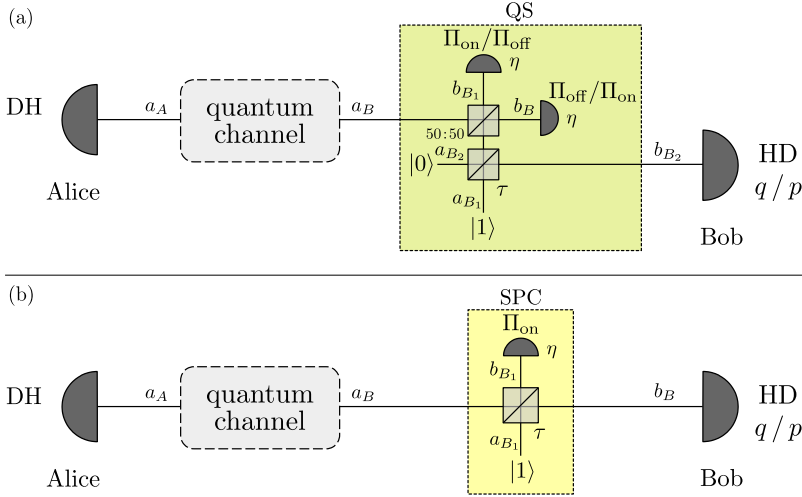 (a)
QS
Π_on/Π_off
η
DH
a_A
quantum
channel
a_B
b_{B_1}
b_B
Π_off/Π_on
η
50:50
|0⟩
a_{B_2}
b_{B_2}
HD
q / p
a_{B_1}
τ
|1⟩
Alice
Bob
(b)
SPC
Π_on
η
DH
a_A
quantum
channel
a_B
b_{B_1}
b_B
HD
q / p
a_{B_1}
τ
|1⟩
Alice
Bob